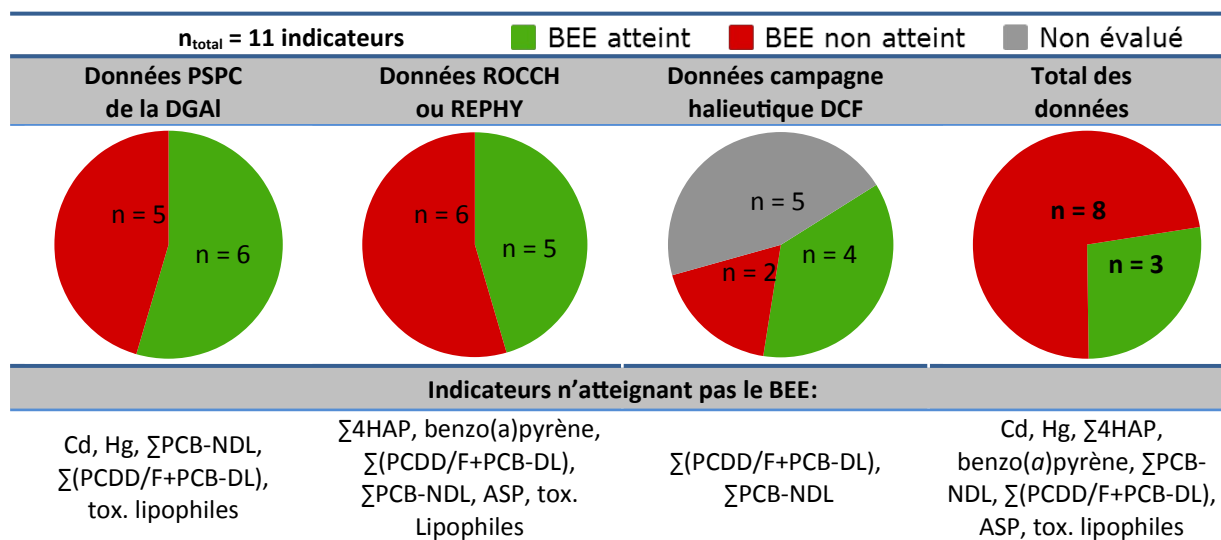 n total = 11 indicateurs
BEE atteint
BEE non atteint
Non évalué
Données PSPC
de la DGAl
Données ROCCH
ou REPHY
Données campagne
halieutique DCF
Total des
données
n = 5
n = 6
n = 6
n = 5
n = 5
n = 4
n = 2
n = 8
n = 3
Indicateurs n’atteignant pas le BEE:
Cd, Hg, ∑PCB-NDL,
∑(PCDD/F+PCB-DL),
tox. lipophiles
∑4HAP, benzo(a)pyrène,
∑(PCDD/F+PCB-DL),
∑PCB-NDL, ASP, tox.
Lipophiles
∑(PCDD/F+PCB-DL),
∑PCB-NDL
Cd, Hg, ∑4HAP,
benzo(a)pyrène, ∑PCB-
NDL, ∑(PCDD/F+PCB-DL),
ASP, tox. lipophiles